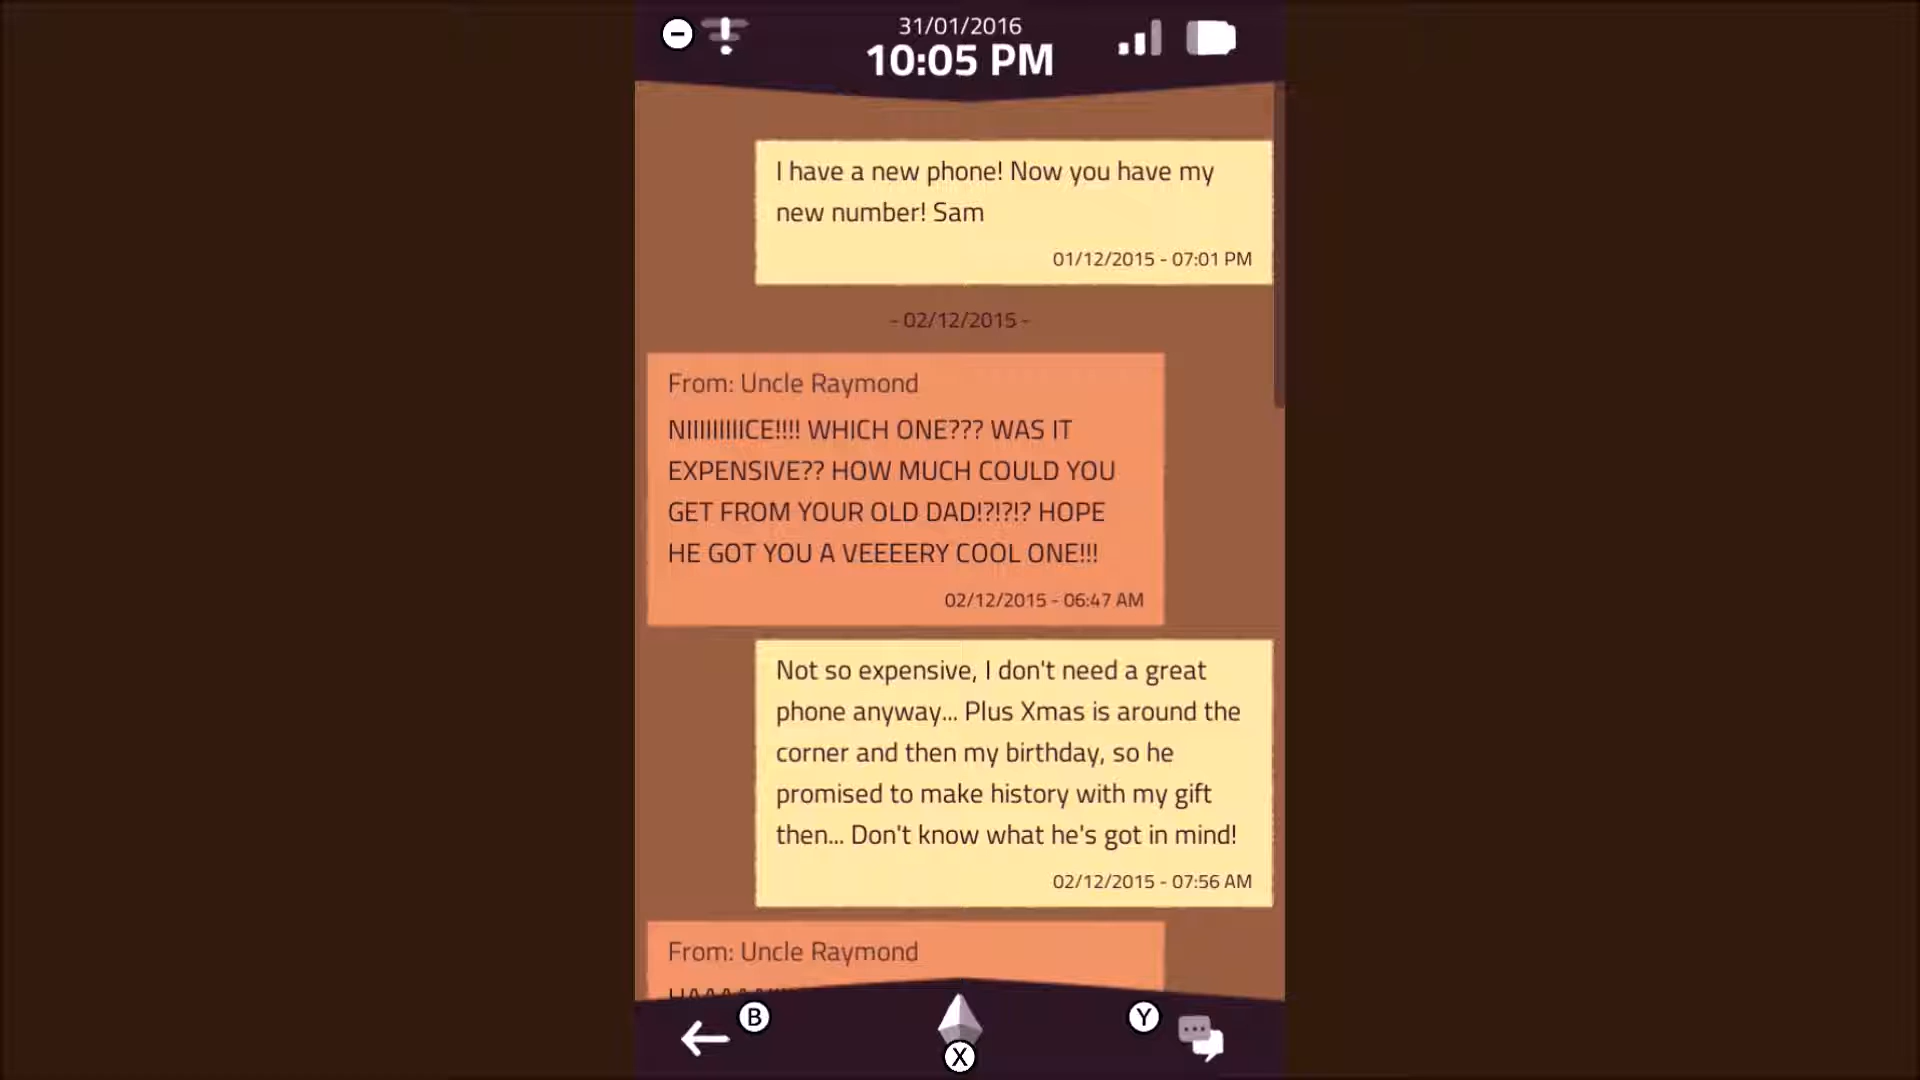 31/01/2016
10:05 PM
I have a new phone! Now you have my
new number! Sam
01/12/2015 - 07:01 PM
- 02/12/2015 -
From: Uncle Raymond
NIIIIIIIIICE!!!! WHICH ONE??? WAS IT
EXPENSIVE?? HOW MUCH COULD YOU
GET FROM YOUR OLD DAD!?!?!? HOPE
HE GOT YOU A VEEEERY COOL ONE!!!
02/12/2015 - 06:47 AM
Not so expensive, I don't need a great
phone anyway... Plus Xmas is around the
corner and then my birthday, so he
promised to make history with my gift
then... Don't know what he's got in mind!
02/12/2015 - 07:56 AM
From: Uncle Raymond
B
Y
X